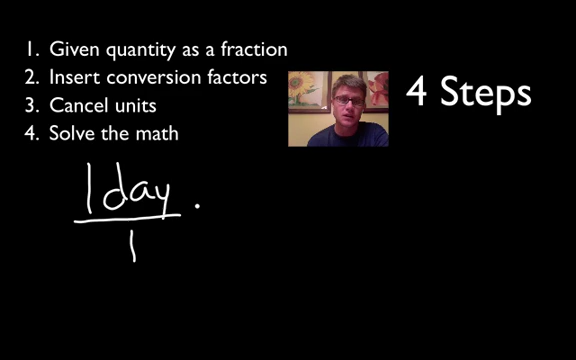 1. Given quantity as a fraction
2. Insert conversion factors
3. Cancel units
4. Solve the math
4 Steps
1 day .
1